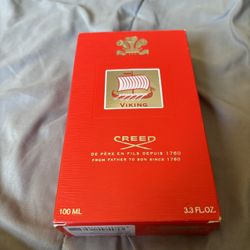 VIKING
CREED
DE PÈRE EN FILS DEPUIS 1760
FROM FATHER TO SON SINCE 1760
100 ML 3.3 FL.OZ.